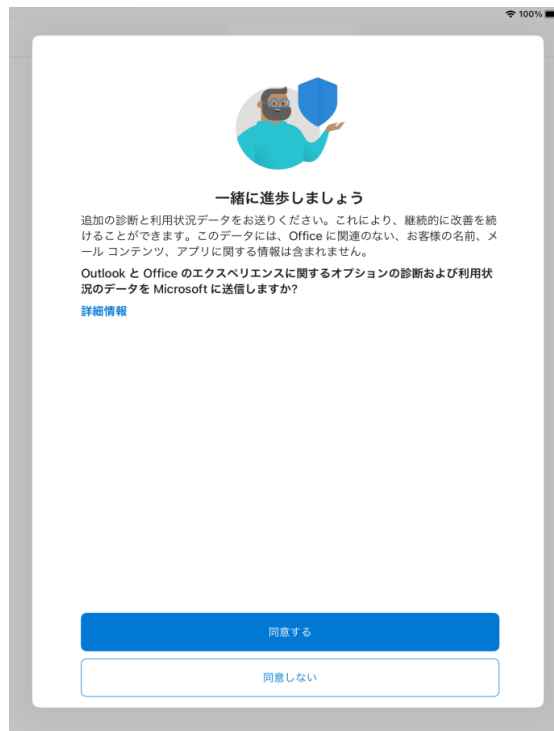 100%
一緒に進歩しましょう
追加の診断と利用状況データをお送りください。これにより、継続的に改善を続
けることができます。このデータには、Office に関連のない、お客様の名前、メ
ール コンテンツ、アプリに関する情報は含まれません。
Outlook と Office のエクスペリエンスに関するオプションの診断および利用状
況のデータを Microsoft に送信しますか?
詳細情報
同意する
同意しない